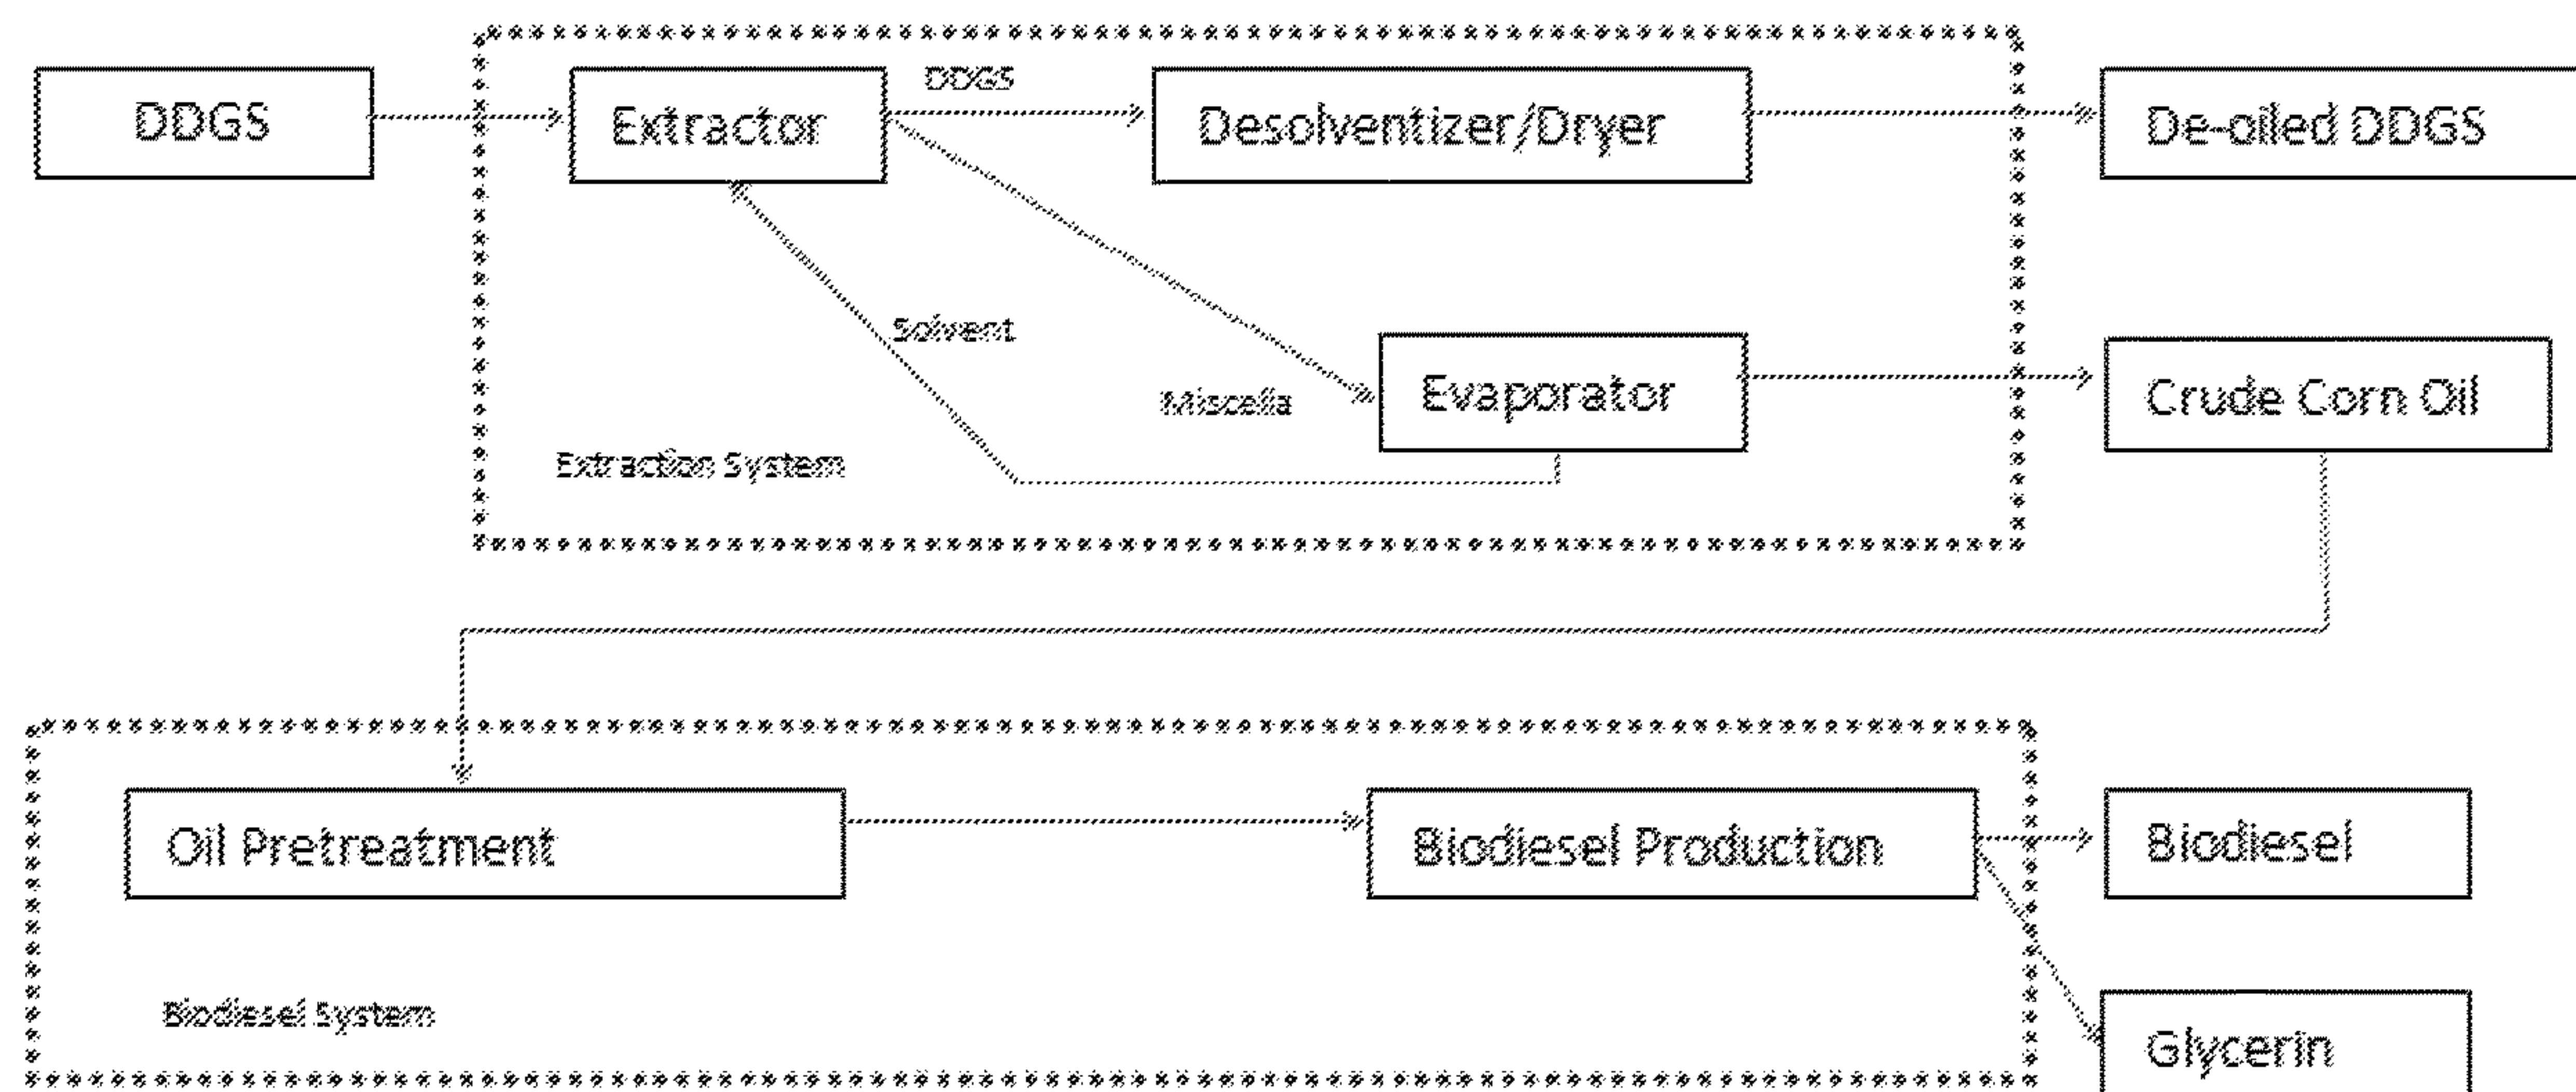 DDGS
Extractor
DDGS
Desolventizer/Dryer
De-oiled DDGS
Solvent
Miscella
Evaporator
Crude Corn Oil
Extraction System
Oil Pretreatment
Biodiesel Production
Biodiesel
Biodiesel System
Glycerin